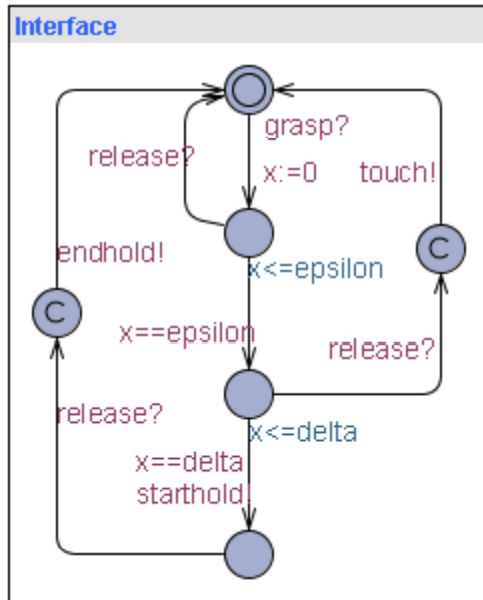 Interface
grasp?
release?
x:=0
touch!
C
endhold!
x<=epsilon
C
x==epsilon
release?
release?
x<=delta
x==delta
starthold!